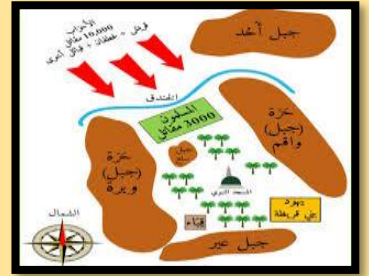 جبل أحد
الأحزاب
10,000 مقاتل
قريش + غطفان + قبائل أخرى
الخندق
المسلمون
3000 مقاتل
حرة
(جبل)
واقم
جبل
سلع
حرة
(جبل)
وبرة
المسجد النبوي
يهود
بني قريظة
الشمال
قباء
جبل عير